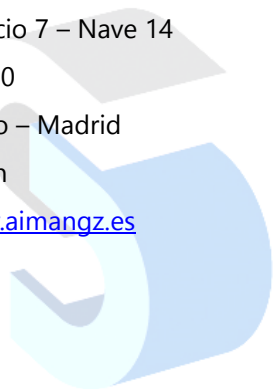 cio 7 – Nave 14
0
o – Madrid
n
.aimangz.es